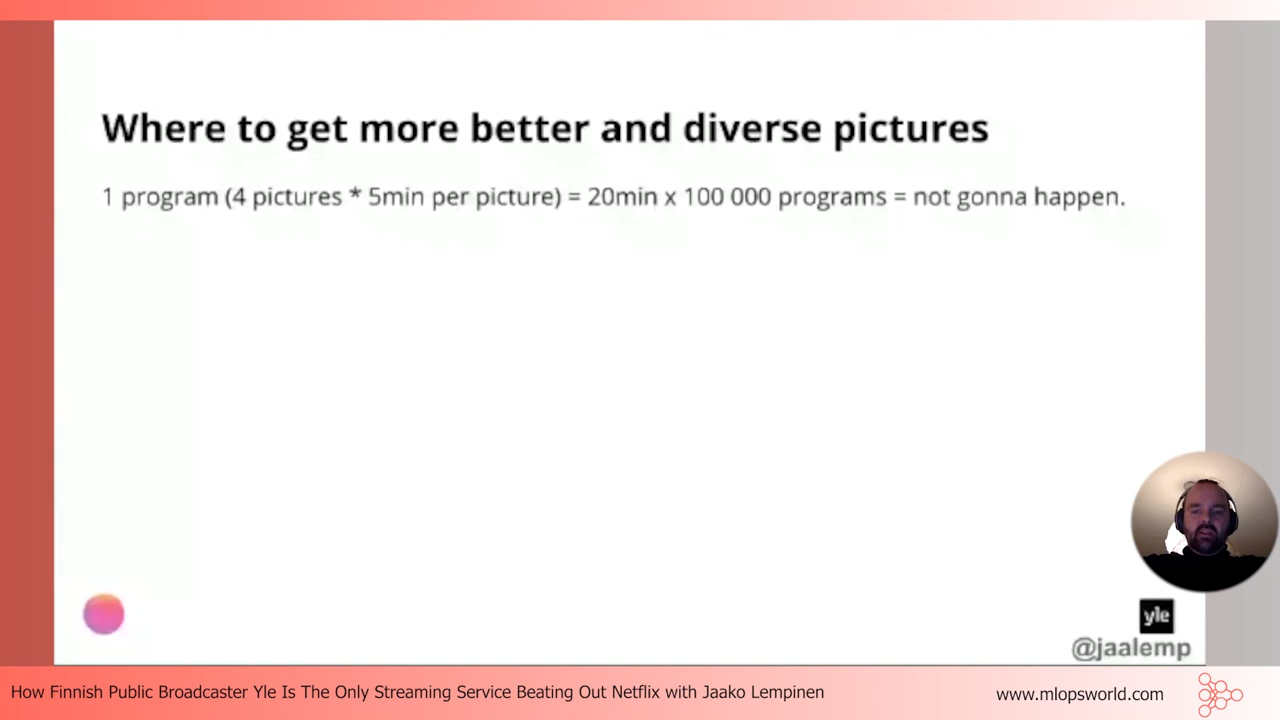 Where to get more better and diverse pictures
1 program (4 pictures * 5min per picture) = 20min x 100 000 programs = not gonna happen.
yle
@jaalemp
How Finnish Public Broadcaster Yle Is The Only Streaming Service Beating Out Netflix with Jaako Lempinen
www.mlopsworld.com